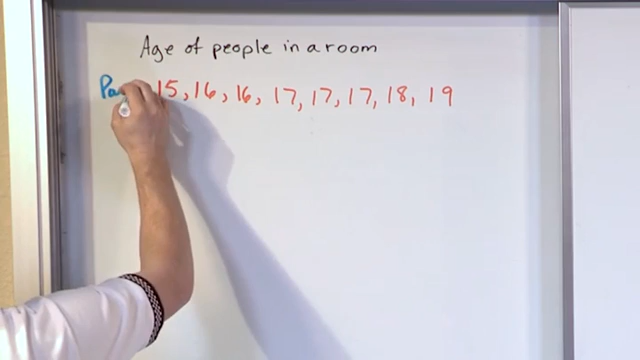 Age of people in a room
15, 16, 16, 17, 17, 17, 18, 19